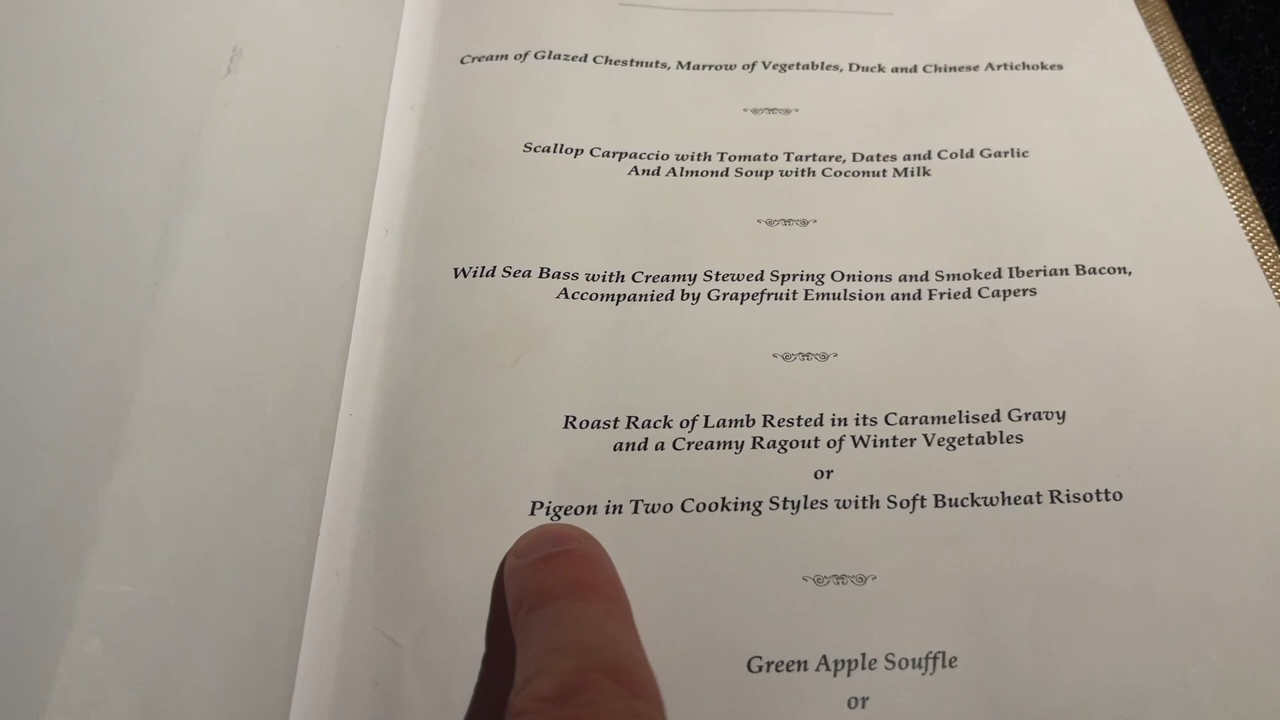 Cream of Glazed Chestnuts, Marrow of Vegetables, Duck and Chinese Artichokes
Scallop Carpaccio with Tomato Tartare, Dates and Cold Garlic
And Almond Soup with Coconut Milk
Wild Sea Bass with Creamy Stewed Spring Onions and Smoked Iberian Bacon,
Accompanied by Grapefruit Emulsion and Fried Capers
Roast Rack of Lamb Rested in its Caramelised Gravy
and a Creamy Ragout of Winter Vegetables
or
Pigeon in Two Cooking Styles with Soft Buckwheat Risotto
Green Apple Souffle
or